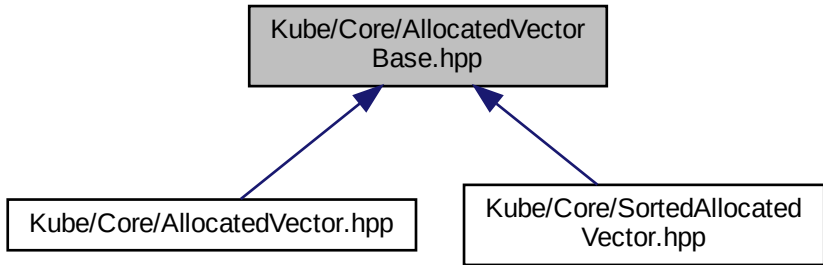 Kube/Core/AllocatedVector
Base.hpp
Kube/Core/AllocatedVector.hpp
Kube/Core/SortedAllocated
Vector.hpp